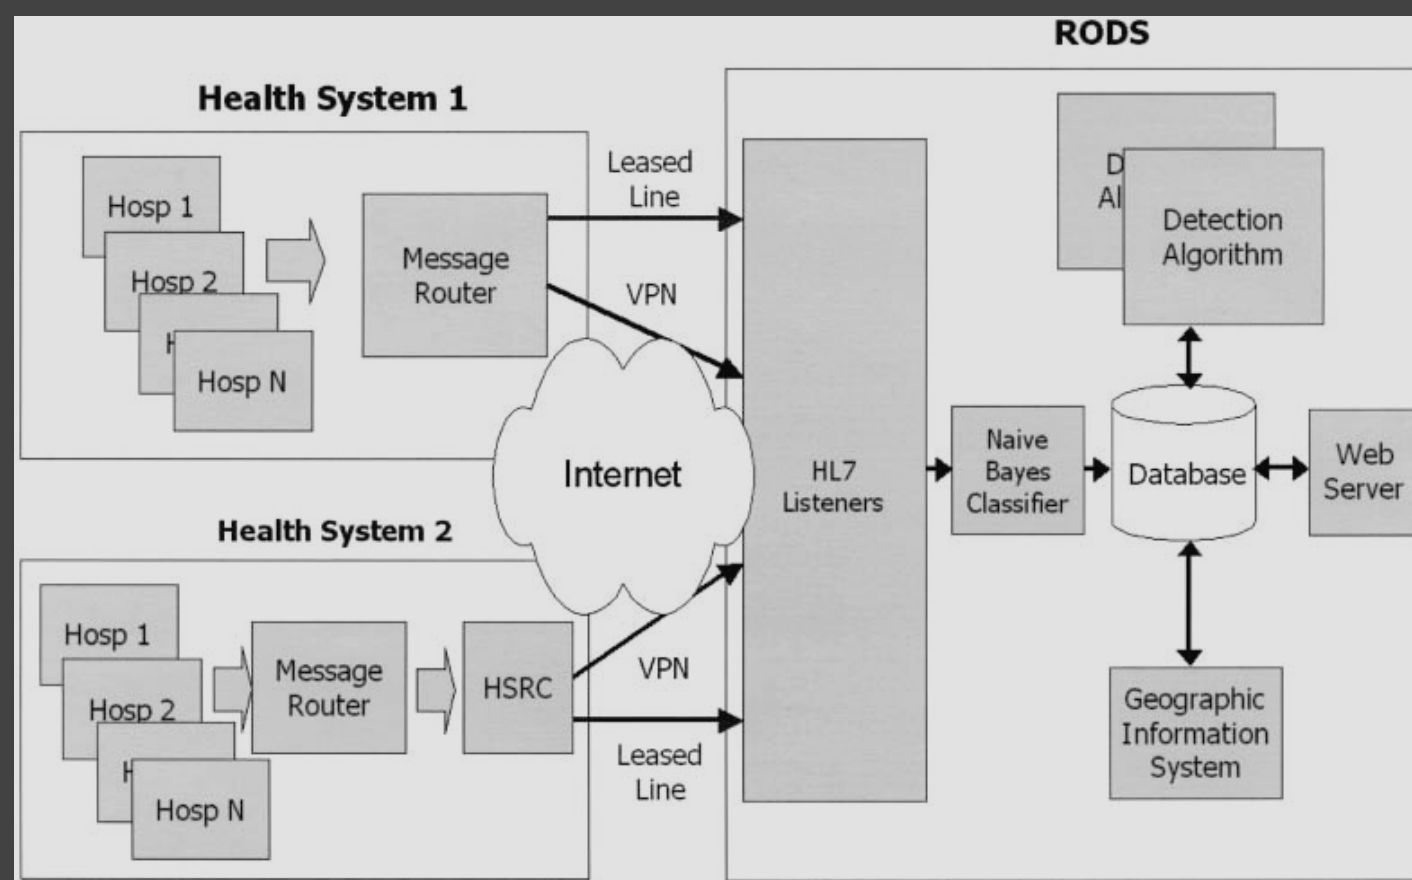 RODS
Health System 1
Hosp 1
Hosp 2
Hosp N
Message
Router
Leased
Line
VPN
Internet
Health System 2
Hosp 1
Hosp 2
Hosp N
Message
Router
HSRC
VPN
Leased
Line
HL7
Listeners
Naive
Bayes
Classifier
Database
Detection
Algorithm
Web
Server
Geographic
Information
System